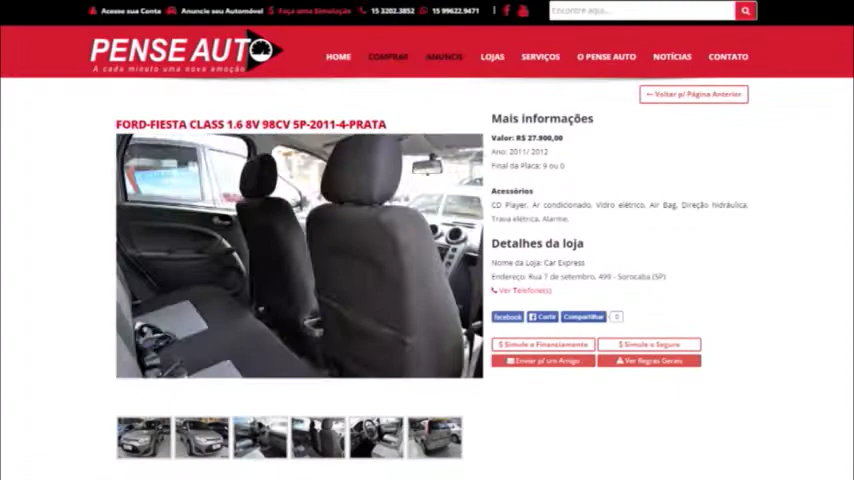 Acesse sua Conta Anuncie seu Automóvel $ Faça uma Simulação 15 3202.3852 15 99622.9471 | f Encontre aqui...
PENSE AUTO
A cada minuto uma nova emoção
HOME COMPRAR ANUNCIE LOJAS SERVIÇOS O PENSE AUTO NOTÍCIAS CONTATO
Voltar p/ Página Anterior
FORD-FIESTA CLASS 1.6 8V 98CV 5P-2011-4-PRATA
Mais informações
Valor: R$ 27.900,00
Ano: 2011/ 2012
Final da Placa: 9 ou 0
Acessórios
CD Player, Ar condicionado, Vidro elétrico, Air Bag, Direção hidráulica,
Trava elétrica, Alarme,
Detalhes da loja
Nome da Loja: Car Express
Endereço: Rua 7 de setembro, 499 - Sorocaba (SP)
Ver Telefone(s)
facebook Curtir Compartilhar 0
$ Simule o Financiamento $ Simule o Seguro
Enviar p/ um Amigo Ver Regras Gerais